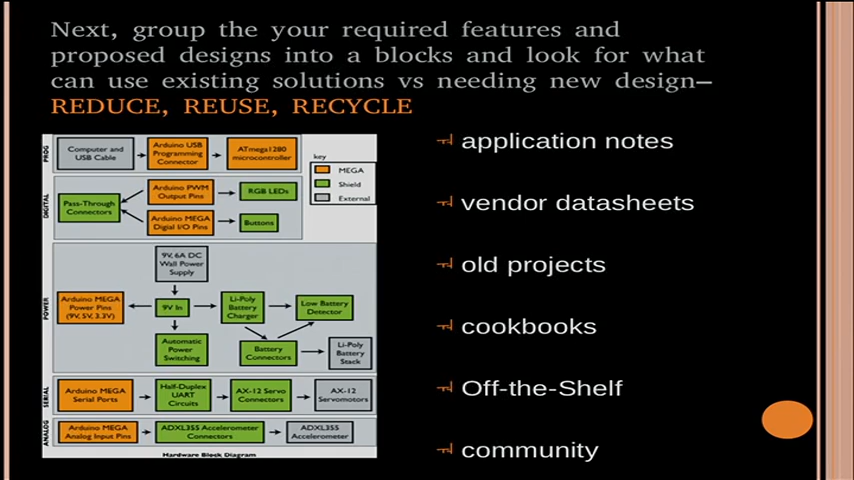 Next, group the your required features and
proposed designs into a blocks and look for what
can use existing solutions vs needing new design–
REDUCE, REUSE, RECYCLE
PROG
Computer and
USB Cable
Arduino USB
Programming
Connector
ATmega1280
microcontroller
key
MEGA
Shield
External
DIGITAL
Pass-Through
Connectors
Arduino PWM
Output Pins
RGB LEDs
Arduino MEGA
Digial I/O Pins
Buttons
POWER
9V, 6A DC
Wall Power
Supply
Arduino MEGA
Power Pins
(9V, 5V, 3.3V)
9V In
Li-Poly
Battery
Charger
Low Battery
Detector
Automatic
Power
Switching
Battery
Connectors
Li-Poly
Battery
Stack
SERIAL
Arduino MEGA
Serial Ports
Half-Duplex
UART
Circuits
AX-12 Servo
Connectors
AX-12
Servomotors
ANALOG
Arduino MEGA
Analog Input Pins
ADXL355 Accelerometer
Connectors
ADXL355
Accelerometer
Hardware Block Diagram
application notes
vendor datasheets
old projects
cookbooks
Off-the-Shelf
community